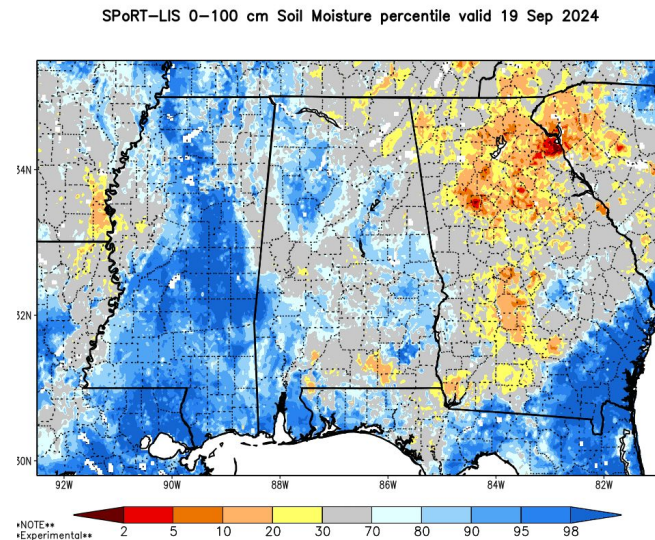 SPoRT-LIS 0-100 cm Soil Moisture percentile valid 19 Sep 2024
34N
32N
30N
92W 90W 88W 86W 84W 82W
*NOTE**
*Experimental**
2 5 10 20 30 70 80 90 95 98